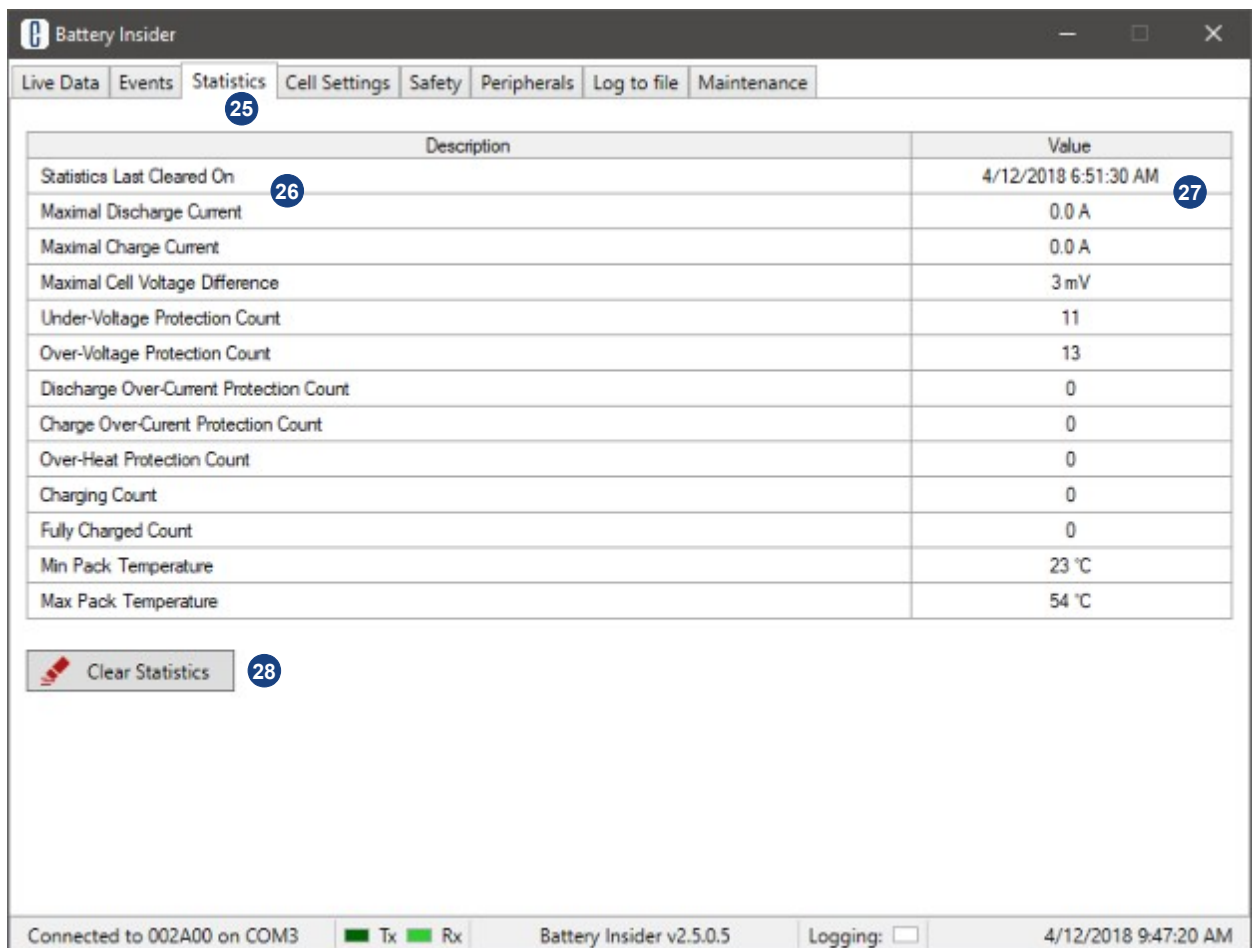 Battery Insider
Live Data Events Statistics Cell Settings Safety Peripherals Log to file Maintenance
25
Description Value
Statistics Last Cleared On 26 4/12/2018 6:51:30 AM 27
Maximal Discharge Current 0.0 A
Maximal Charge Current 0.0 A
Maximal Cell Voltage Difference 3 mV
Under-Voltage Protection Count 11
Over-Voltage Protection Count 13
Discharge Over-Current Protection Count 0
Charge Over-Curent Protection Count 0
Over-Heat Protection Count 0
Charging Count 0
Fully Charged Count 0
Min Pack Temperature 23 °C
Max Pack Temperature 54 °C
Clear Statistics 28
Connected to 002A00 on COM3 Tx Rx Battery Insider v2.5.0.5 Logging: 4/12/2018 9:47:20 AM